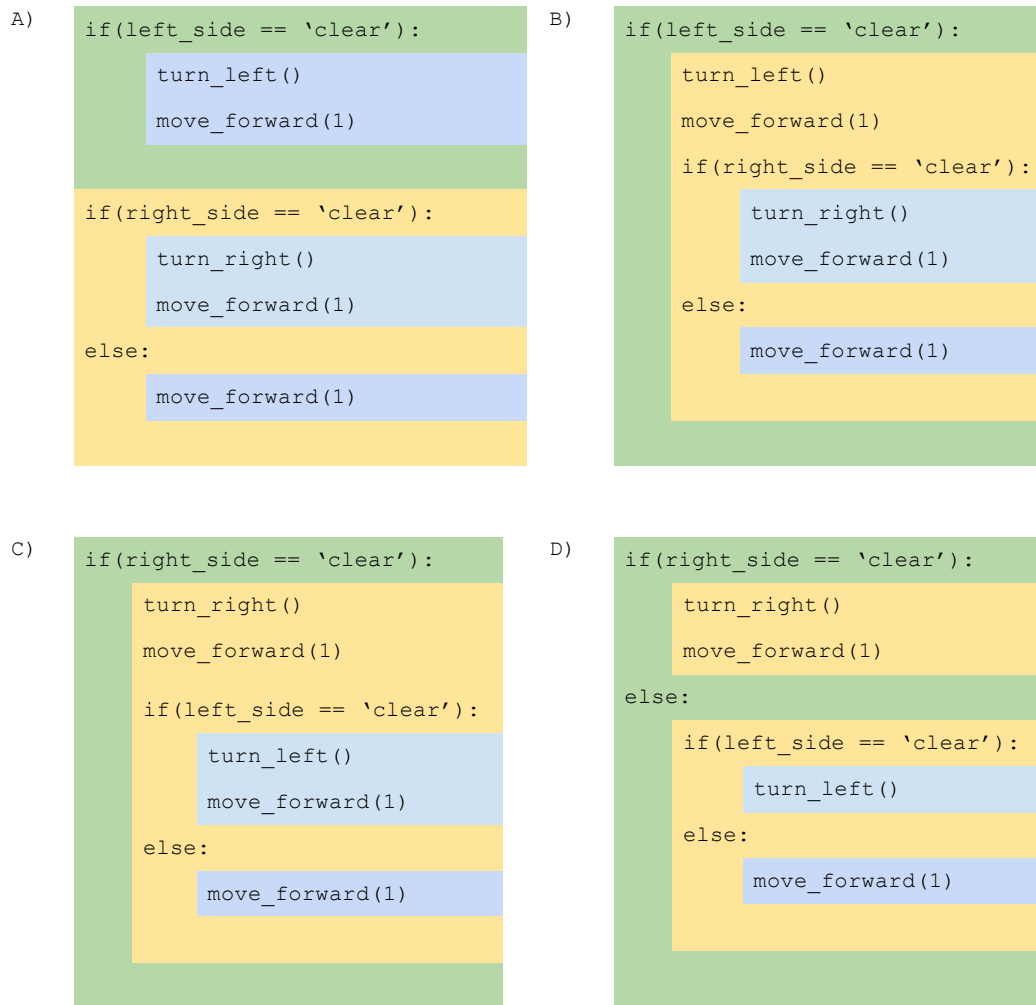 A)
if(left_side == ‘clear’):
turn_left()
move_forward(1)
if(right_side == ‘clear’):
turn_right()
move_forward(1)
else:
move_forward(1)
B)
if(left_side == ‘clear’):
turn_left()
move_forward(1)
if(right_side == ‘clear’):
turn_right()
move_forward(1)
else:
move_forward(1)
C)
if(right_side == ‘clear’):
turn_right()
move_forward(1)
if(left_side == ‘clear’):
turn_left()
move_forward(1)
else:
move_forward(1)
D)
if(right_side == ‘clear’):
turn_right()
move_forward(1)
else:
if(left_side == ‘clear’):
turn_left()
else:
move_forward(1)